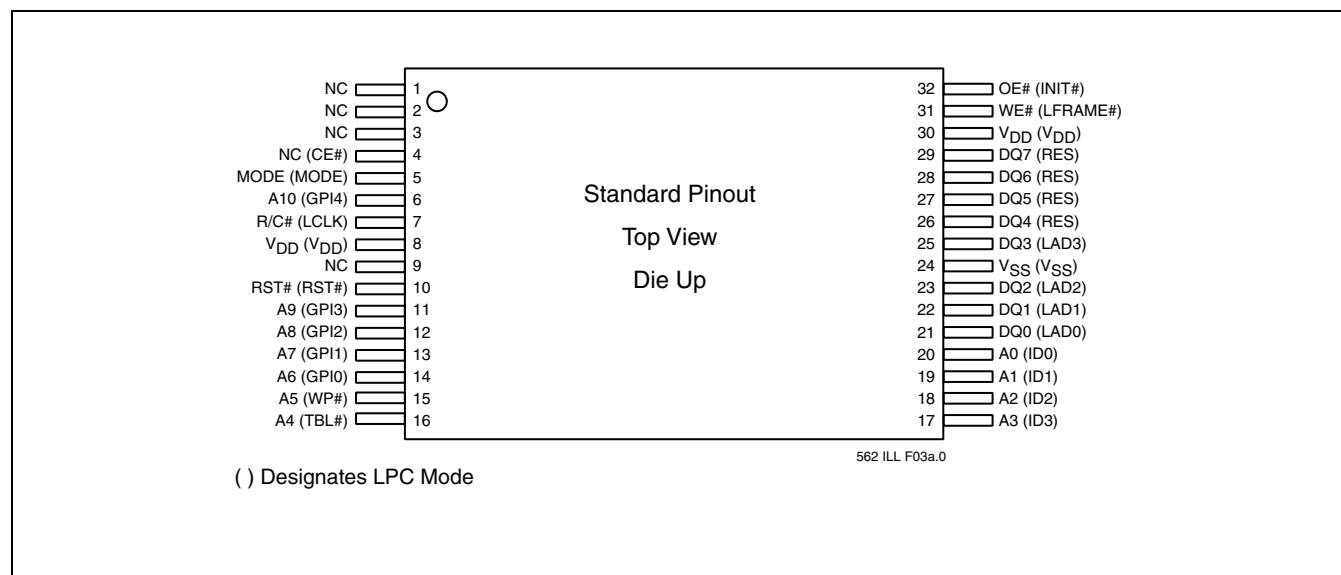 NC 1
NC 2
NC 3
NC (CE#) 4
MODE (MODE) 5
A10 (GPI4) 6
R/C# (LCLK) 7
VDD (VDD) 8
NC 9
RST# (RST#) 10
A9 (GPI3) 11
A8 (GPI2) 12
A7 (GPI1) 13
A6 (GPI0) 14
A5 (WP#) 15
A4 (TBL#) 16
Standard Pinout
Top View
Die Up
32 OE# (INIT#)
31 WE# (LFRAME#)
30 VDD (VDD)
29 DQ7 (RES)
28 DQ6 (RES)
27 DQ5 (RES)
26 DQ4 (RES)
25 DQ3 (LAD3)
24 VSS (VSS)
23 DQ2 (LAD2)
22 DQ1 (LAD1)
21 DQ0 (LAD0)
20 A0 (ID0)
19 A1 (ID1)
18 A2 (ID2)
17 A3 (ID3)
562 ILL F03a.0
( ) Designates LPC Mode